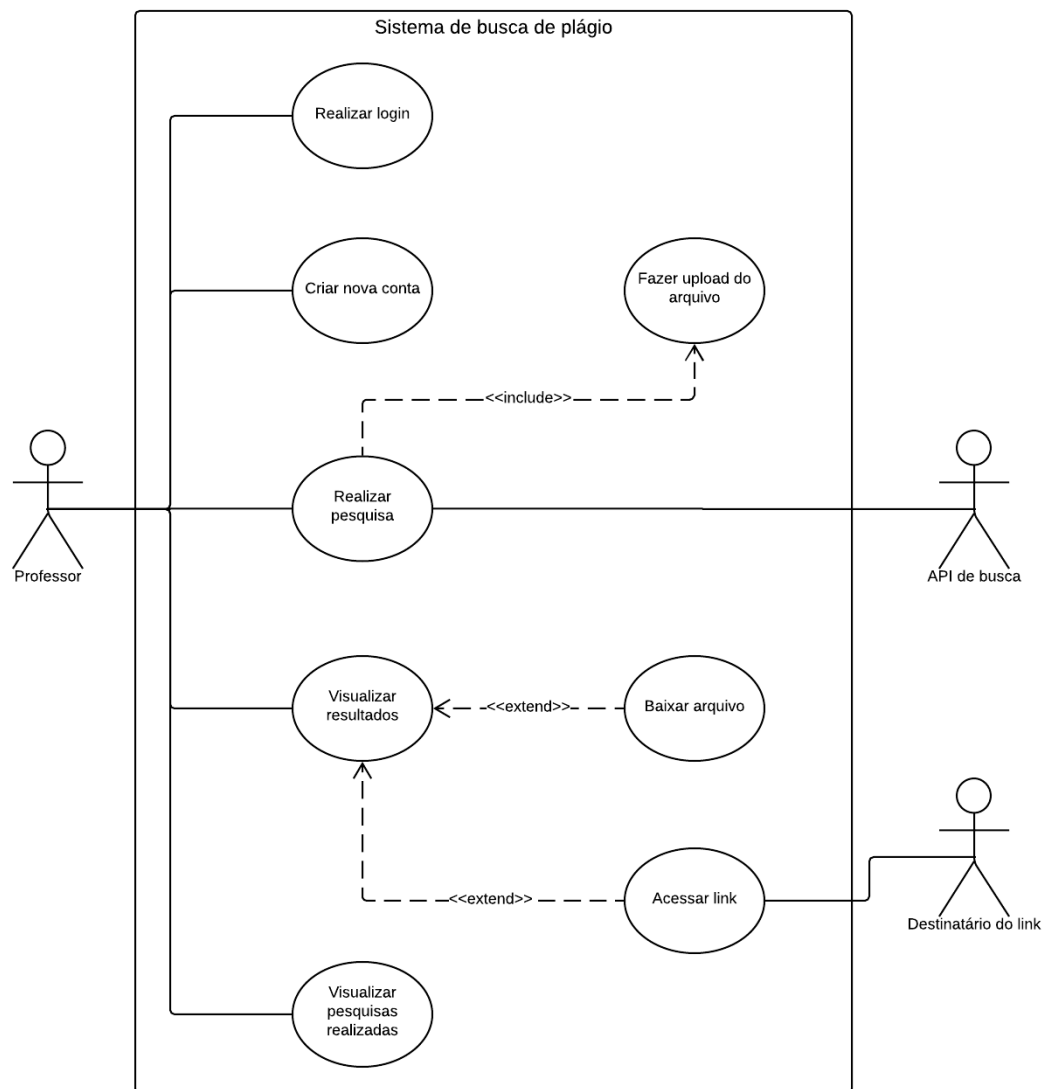 Sistema de busca de plágio
Realizar login
Criar nova conta
Fazer upload do
arquivo
<<include>>
Realizar
pesquisa
Professor
API de busca
Visualizar
resultados
<<extend>>
Baixar arquivo
<<extend>>
Acessar link
Destinatário do link
Visualizar
pesquisas
realizadas